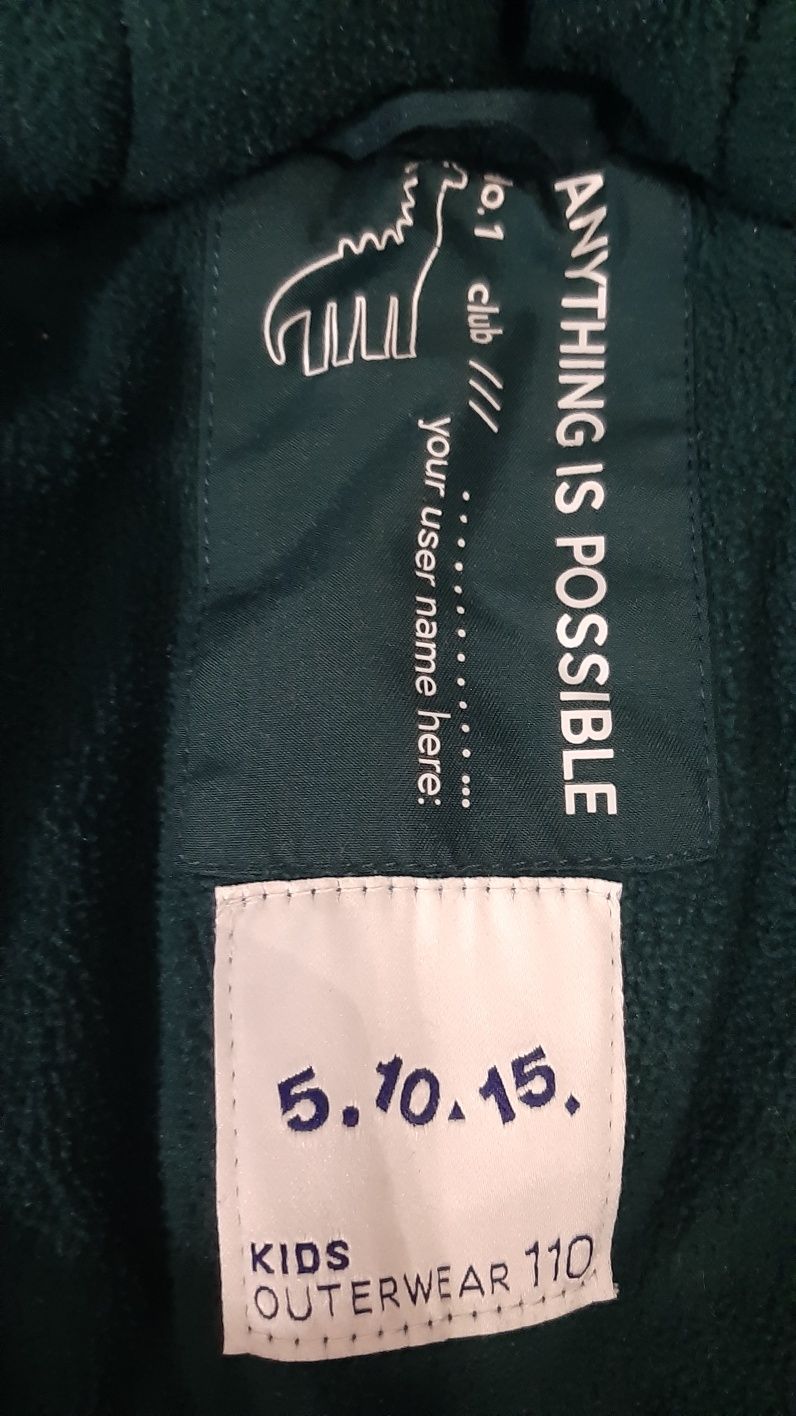 ANYTHING IS POSSIBLE
club ///
..............
your user name here:
5.10.15.
KIDS
OUTERWEAR 110